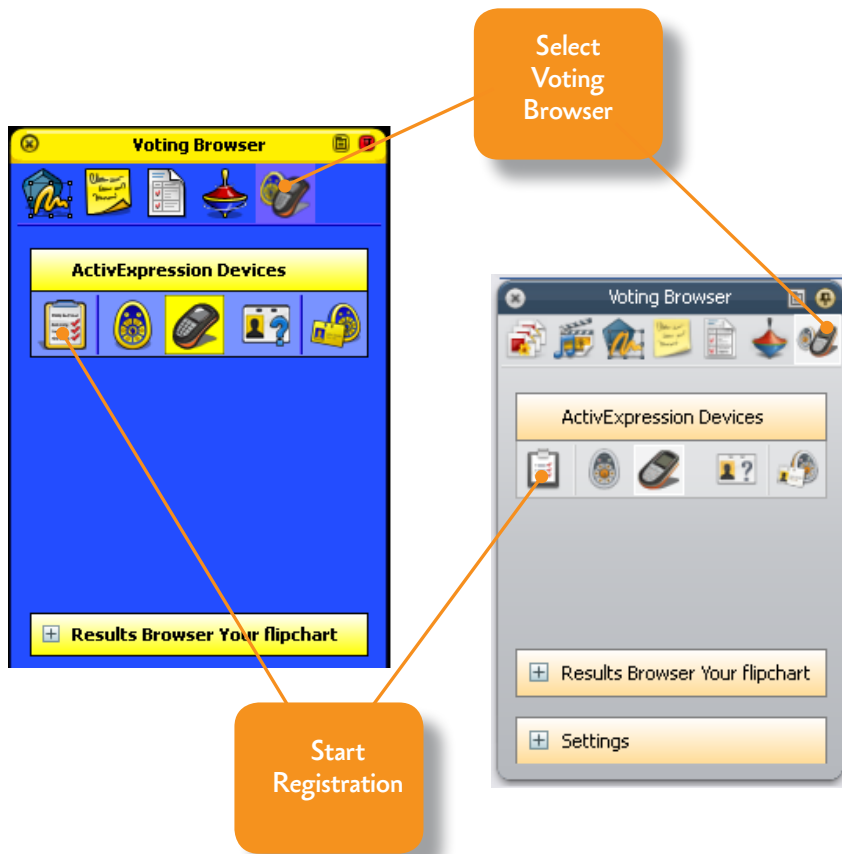 Select
Voting
Browser
Voting Browser
ActivExpression Devices
Results Browser Your flipchart
Voting Browser
ActivExpression Devices
Results Browser Your flipchart
Settings
Start
Registration